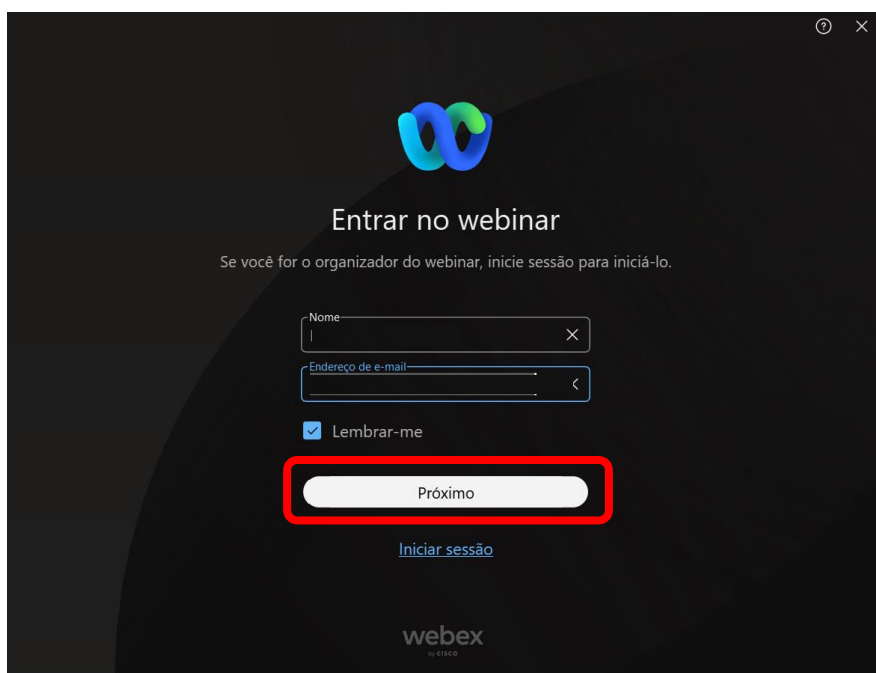 Entrar no webinar
Se você for o organizador do webinar, inicie sessão para iniciá-lo.
Nome
Endereço de e-mail
Lembrar-me
Próximo
Iniciar sessão
webex
by CISCO